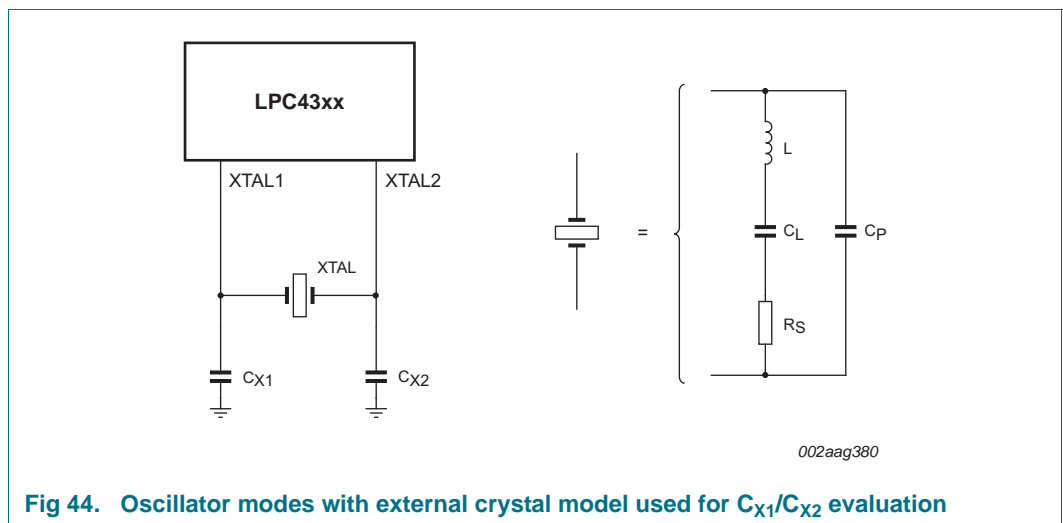 LPC43xx
XTAL1
XTAL2
XTAL
CX1
CX2
=
L
CL
CP
RS
002aag380
Fig 44. Oscillator modes with external crystal model used for CX1/CX2 evaluation